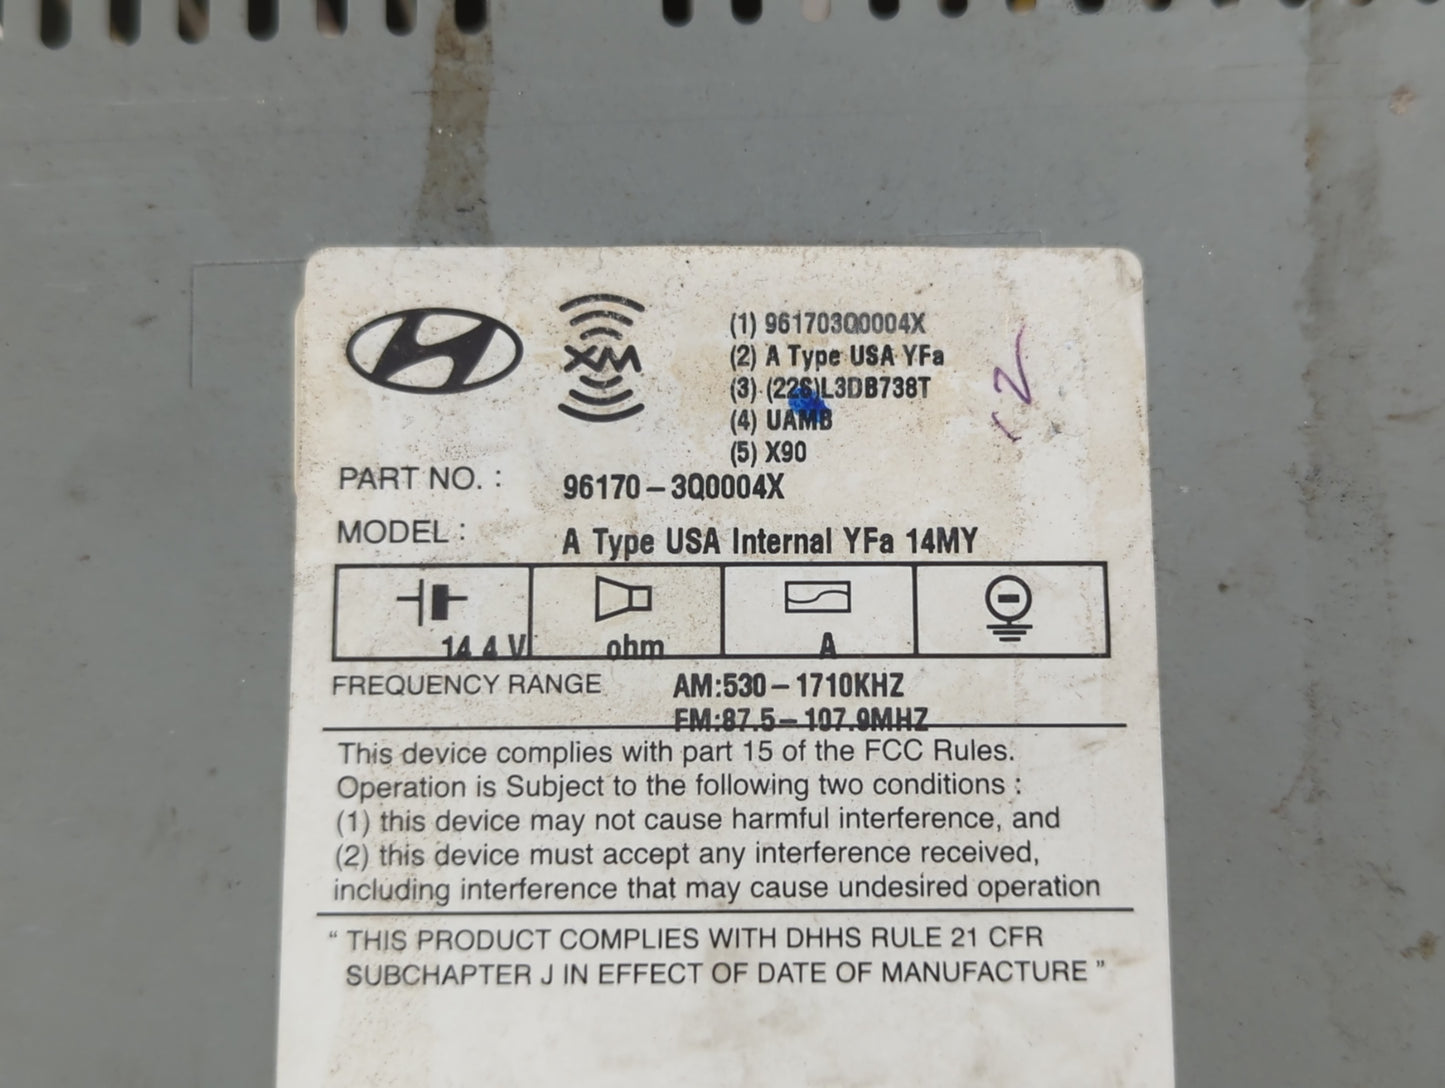 XM
(1) 961703Q0004X
(2) A Type USA YFa
(3) (226)L3DB738T
(4) UAMB
(5) X90
PART NO. : 96170-3Q0004X
MODEL : A Type USA Internal YFa 14MY
14.4 V ohm A
FREQUENCY RANGE AM:530-1710KHZ
FM:87.5-107.9MHZ
This device complies with part 15 of the FCC Rules.
Operation is Subject to the following two conditions :
(1) this device may not cause harmful interference, and
(2) this device must accept any interference received,
including interference that may cause undesired operation
“ THIS PRODUCT COMPLIES WITH DHHS RULE 21 CFR
SUBCHAPTER J IN EFFECT OF DATE OF MANUFACTURE ”